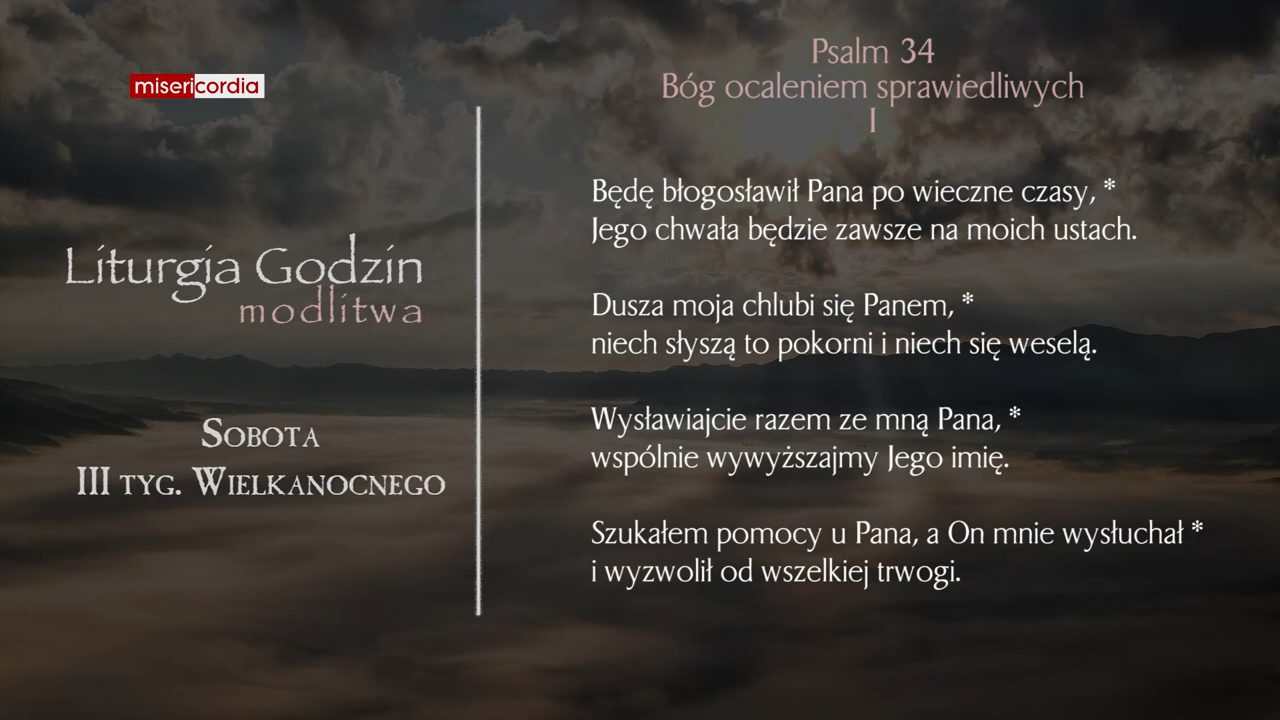 misericordia
Liturgia Godzin
modlitwa
Sobota
III tyg. Wielkanocnego
Psalm 34
Bóg ocaleniem sprawiedliwych
I
Będę błogosławił Pana po wieczne czasy, *
Jego chwała będzie zawsze na moich ustach.
Dusza moja chlubi się Panem, *
niech słyszą to pokorni i niech się weselą.
Wysławiajcie razem ze mną Pana, *
wspólnie wywyższajmy Jego imię.
Szukałem pomocy u Pana, a On mnie wysłuchał *
i wyzwolił od wszelkiej trwogi.